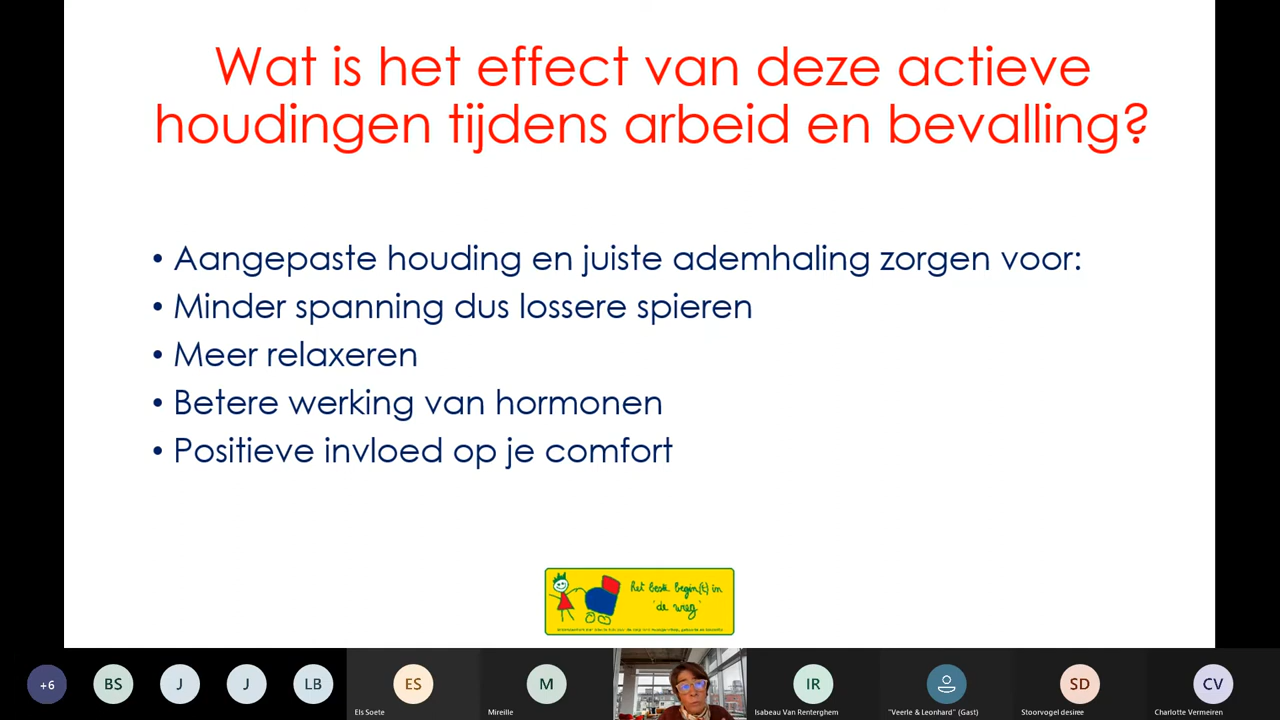 Wat is het effect van deze actieve
houdingen tijdens arbeid en bevalling?
• Aangepaste houding en juiste ademhaling zorgen voor:
• Minder spanning dus lossere spieren
• Meer relaxeren
• Betere werking van hormonen
• Positieve invloed op je comfort
het beste begin(t) in
'de weg'
+6
BS
J
J
LB
ES
M
IR
SD
CV
Els Soete
Mireille
Isabeau Van Renterghem
"Veerle & Leonhard" (Gast)
Stoorvogel desiree
Charlotte Vermeiren